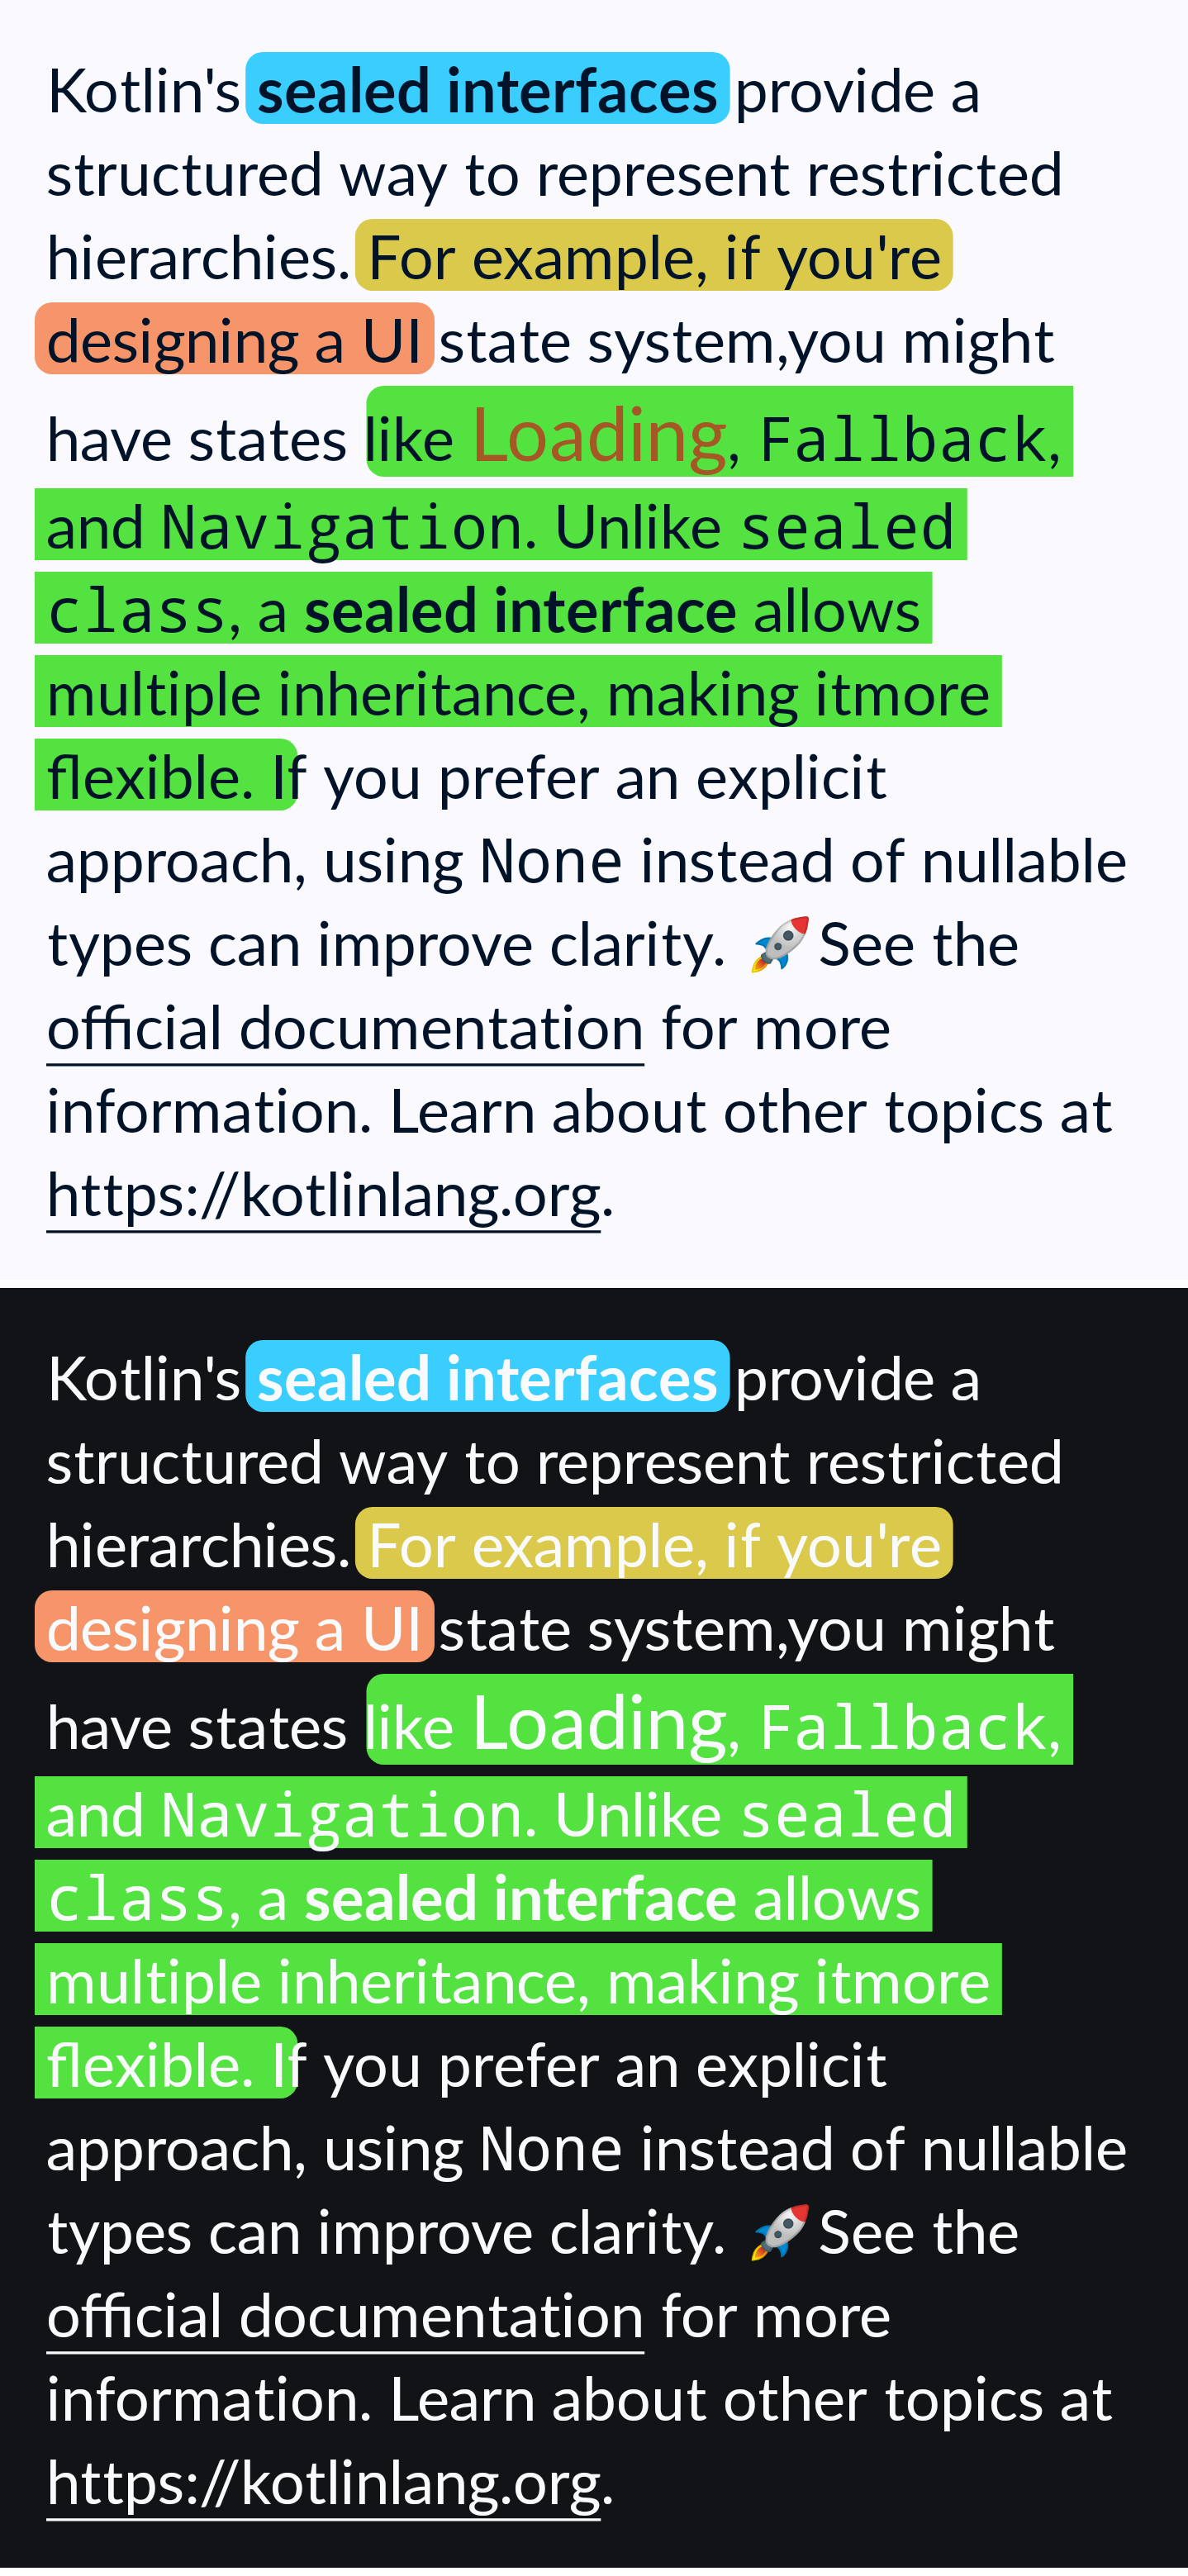 Kotlin's sealed interfaces provide a
structured way to represent restricted
hierarchies. For example, if you're
designing a UI state system,you might
have states like Loading, Fallback,
and Navigation. Unlike sealed
class, a sealed interface allows
multiple inheritance, making itmore
flexible. If you prefer an explicit
approach, using None instead of nullable
types can improve clarity. 🚀See the
official documentation for more
information. Learn about other topics at
https://kotlinlang.org.
Kotlin's sealed interfaces provide a
structured way to represent restricted
hierarchies. For example, if you're
designing a UI state system,you might
have states like Loading, Fallback,
and Navigation. Unlike sealed
class, a sealed interface allows
multiple inheritance, making itmore
flexible. If you prefer an explicit
approach, using None instead of nullable
types can improve clarity. 🚀See the
official documentation for more
information. Learn about other topics at
https://kotlinlang.org.